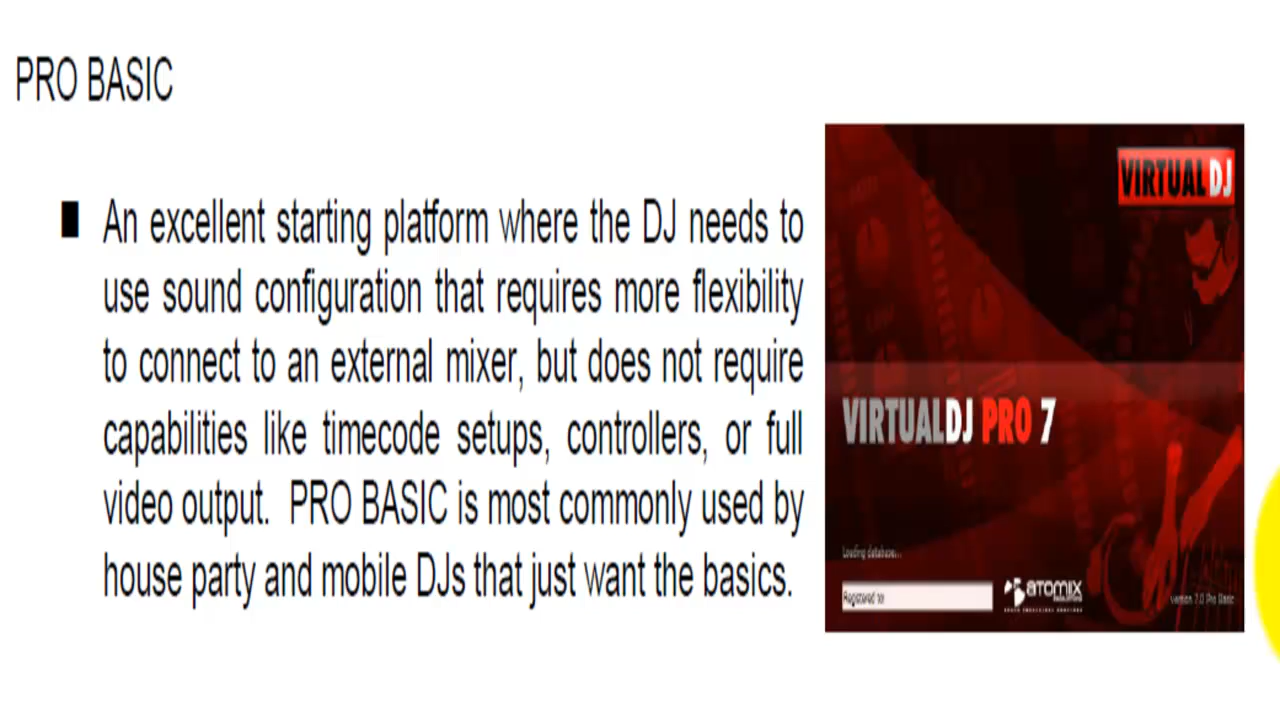 PRO BASIC
■ An excellent starting platform where the DJ needs to
use sound configuration that requires more flexibility
to connect to an external mixer, but does not require
capabilities like timecode setups, controllers, or full
video output. PRO BASIC is most commonly used by
house party and mobile DJs that just want the basics.
VIRTUALDJ
VIRTUALDJ PRO 7
Loading database...
Registered to:
atomix
version 7.0 Pro Basic